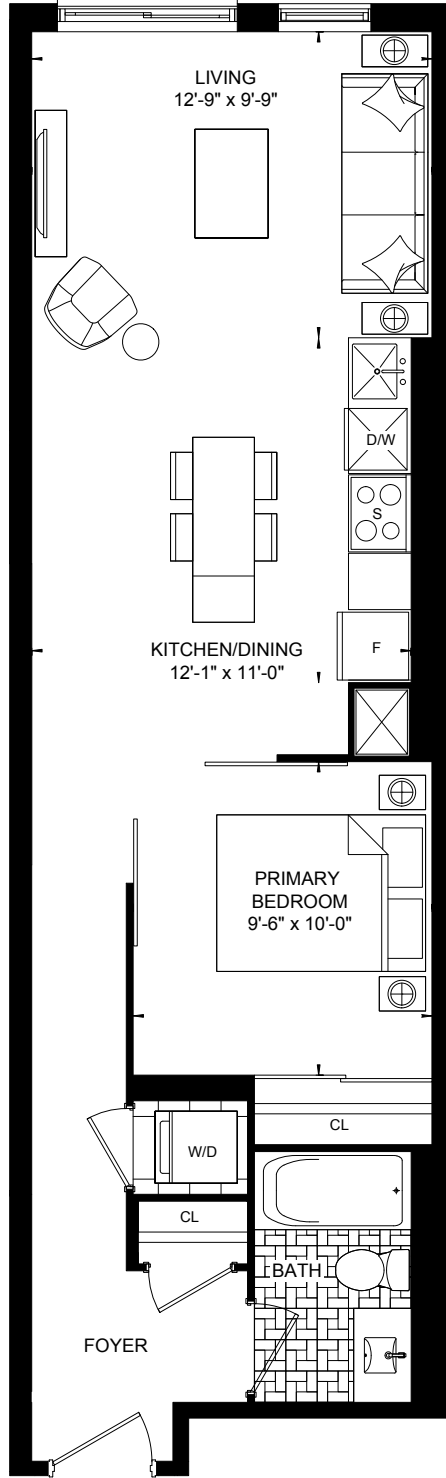 LIVING
12'-9" x 9'-9"
D/W
S
KITCHEN/DINING
12'-1" x 11'-0"
F
PRIMARY
BEDROOM
9'-6" x 10'-0"
CL
W/D
CL
BATH
FOYER